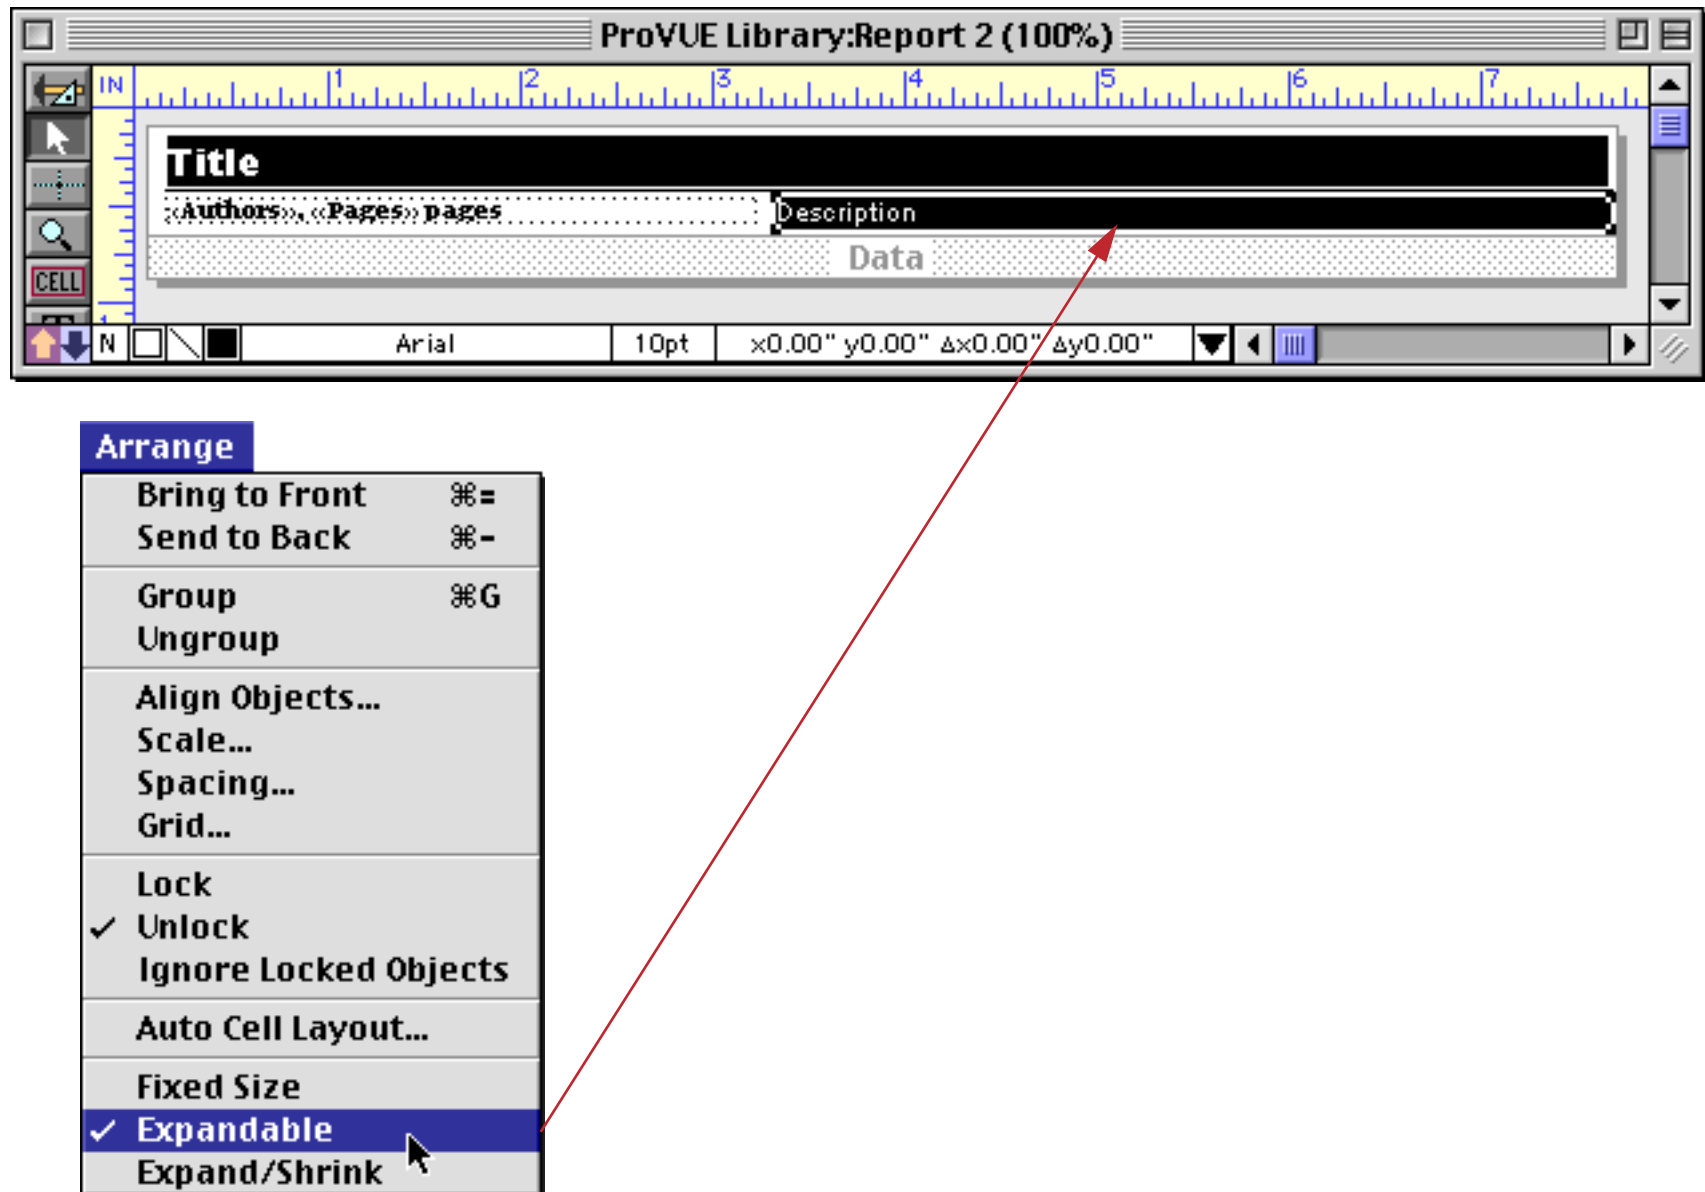 ProVUE Library:Report 2 (100%)
IN 1 2 3 4 5 6 7
Title
«Authors», «Pages» pages Description
Data
CELL
1
N Arial 10pt x0.00" y0.00" Δx0.00" Δy0.00"
Arrange
Bring to Front ⌘=
Send to Back ⌘-
Group ⌘G
Ungroup
Align Objects...
Scale...
Spacing...
Grid...
Lock
✓ Unlock
Ignore Locked Objects
Auto Cell Layout...
Fixed Size
✓ Expandable
Expand/Shrink